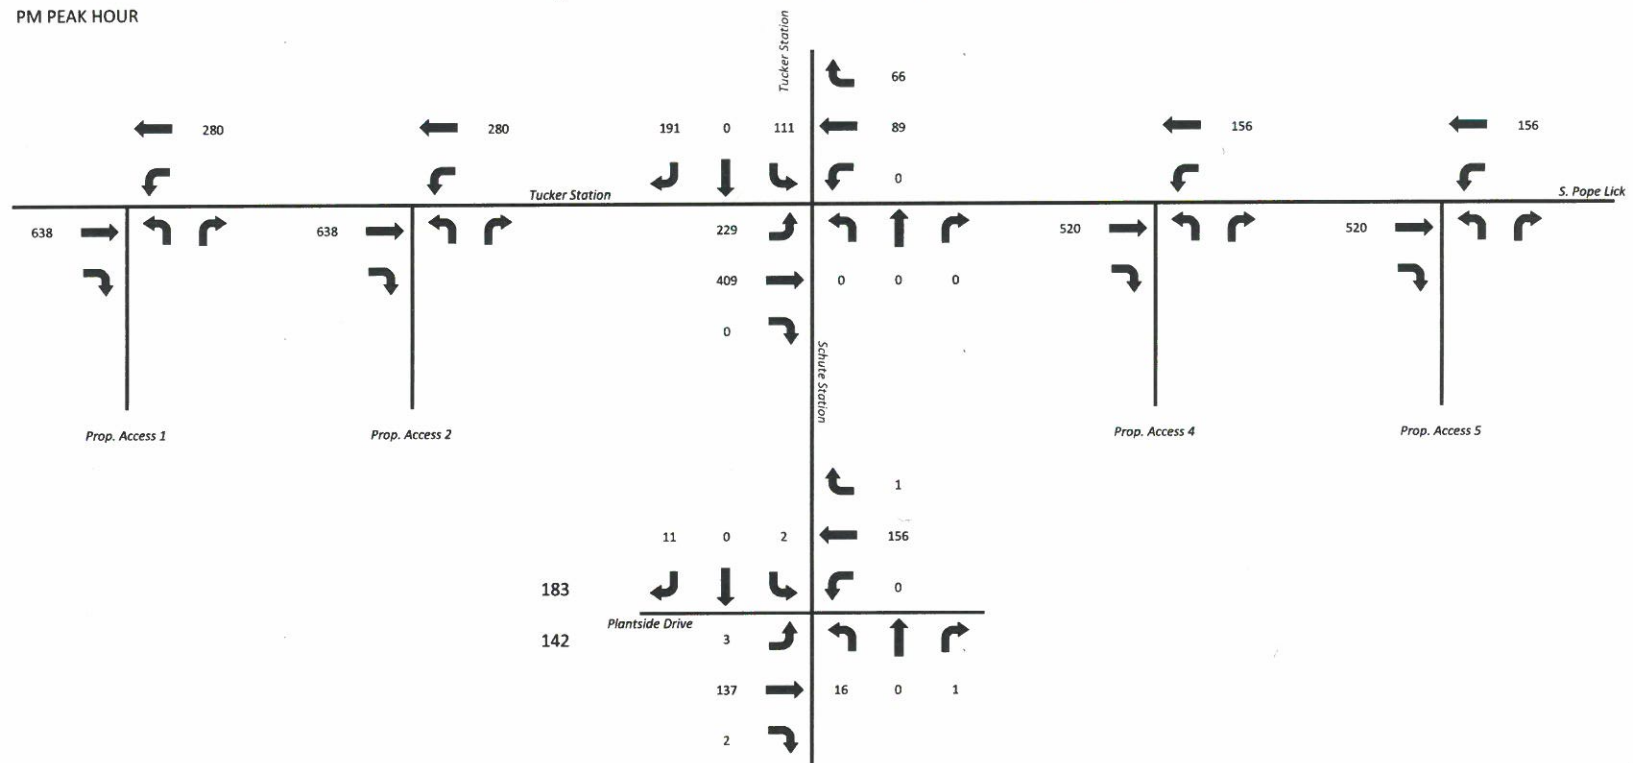 PM PEAK HOUR
Tucker Station
66
280
280
191 0 111
89
156
156
0
Tucker Station
S. Pope Lick
638
638
229
520
520
409
0 0 0
0
Schute Station
Prop. Access 1
Prop. Access 2
Prop. Access 4
Prop. Access 5
1
11 0 2
156
183
0
Plantside Drive
142
3
137
16 0 1
2